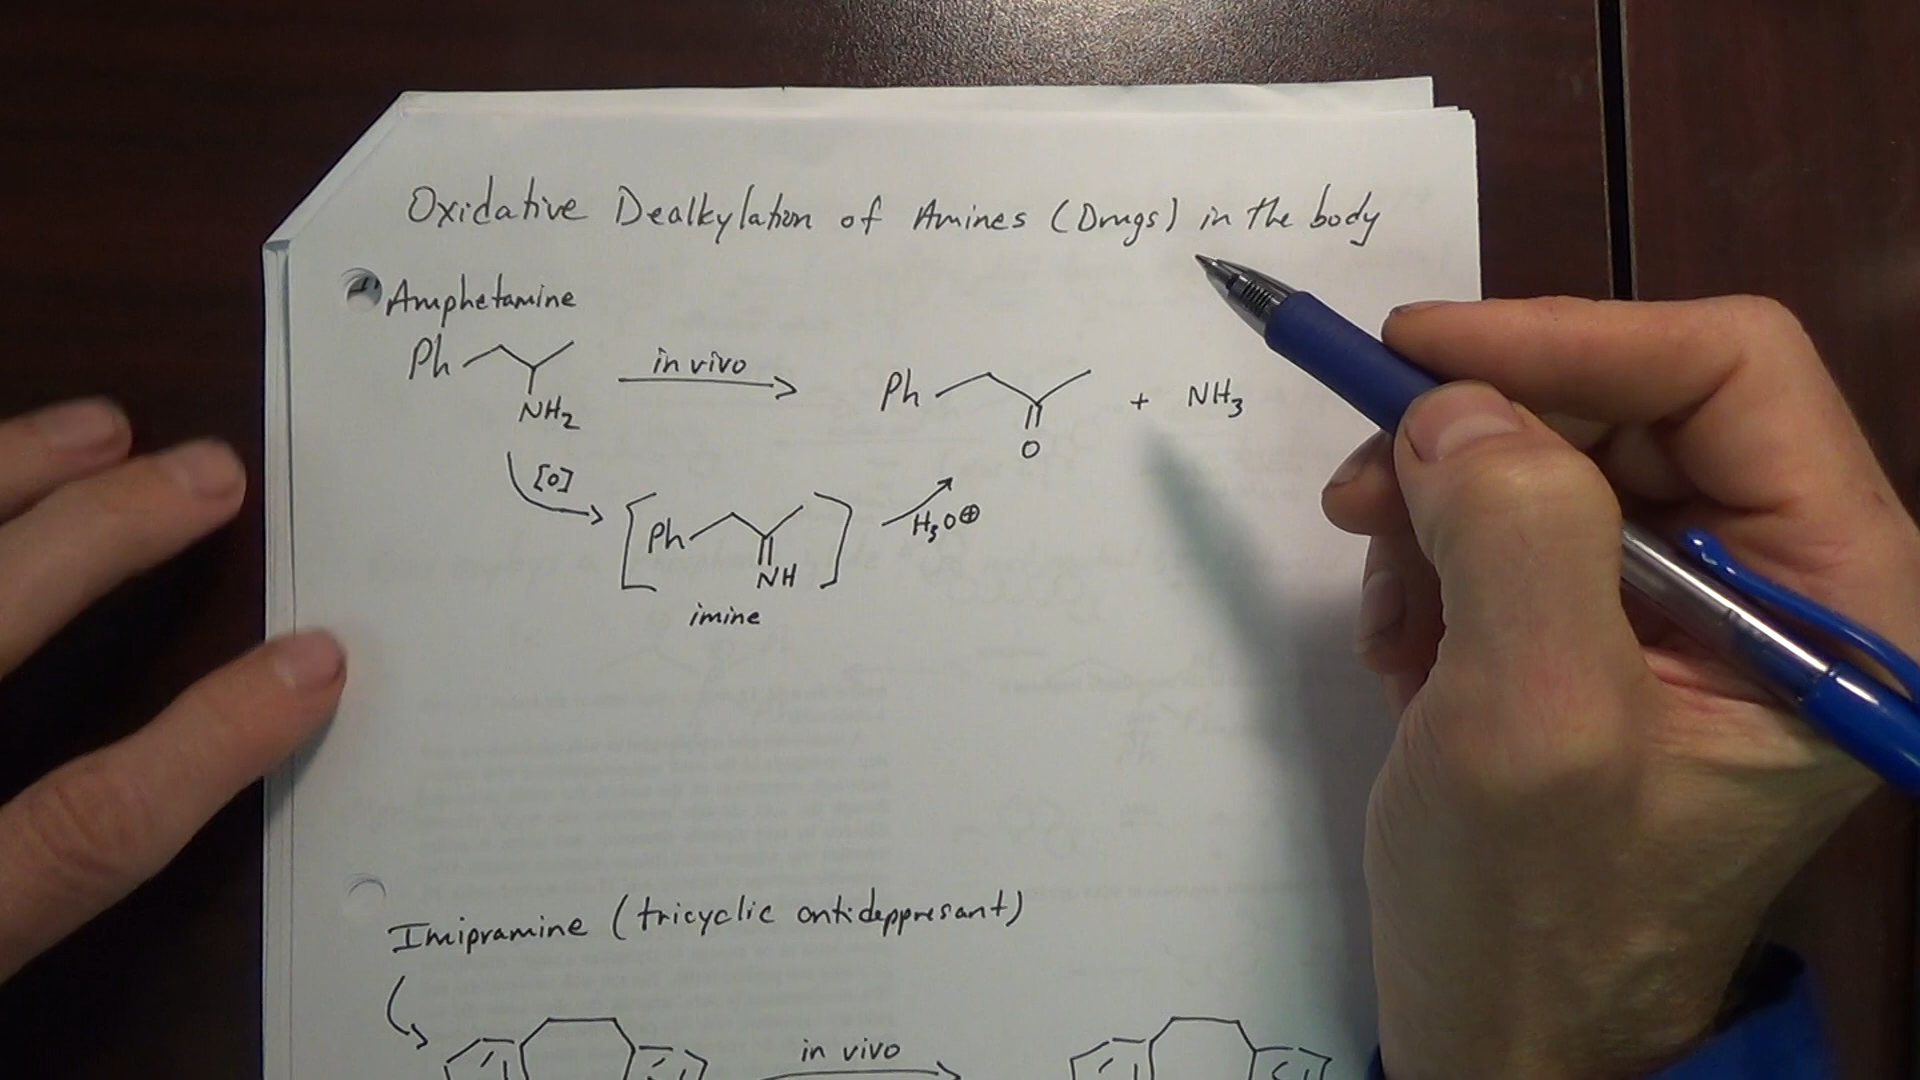 Oxidative Dealkylation of Amines (Drugs) in the body
Amphetamine
Ph NH2 in vivo Ph O + NH3
[O] Ph NH H3O⊕
imine
Imipramine (tricyclic antideppresant)
in vivo